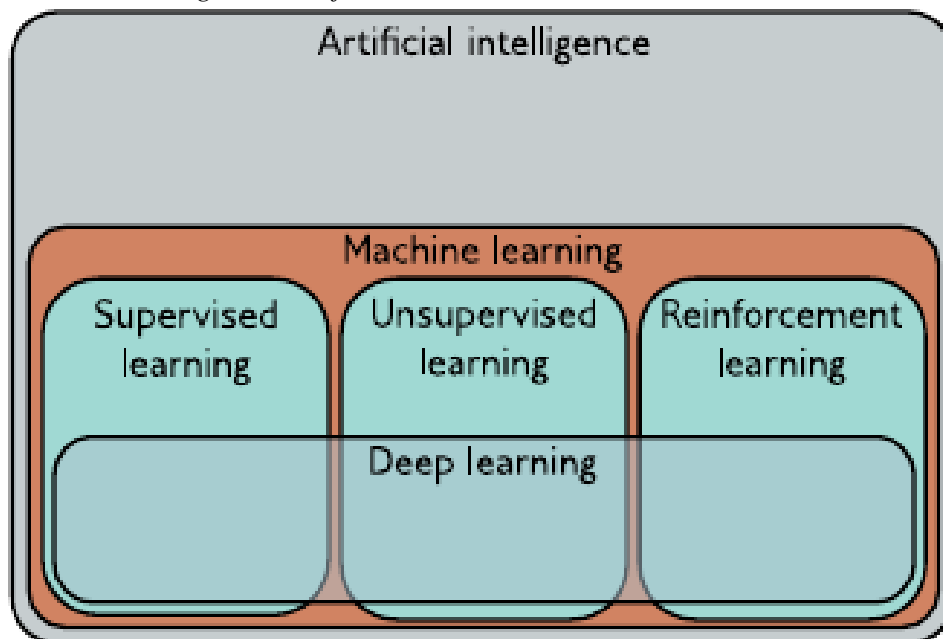 Artificial intelligence
Machine learning
Supervised
learning
Unsupervised
learning
Reinforcement
learning
Deep learning